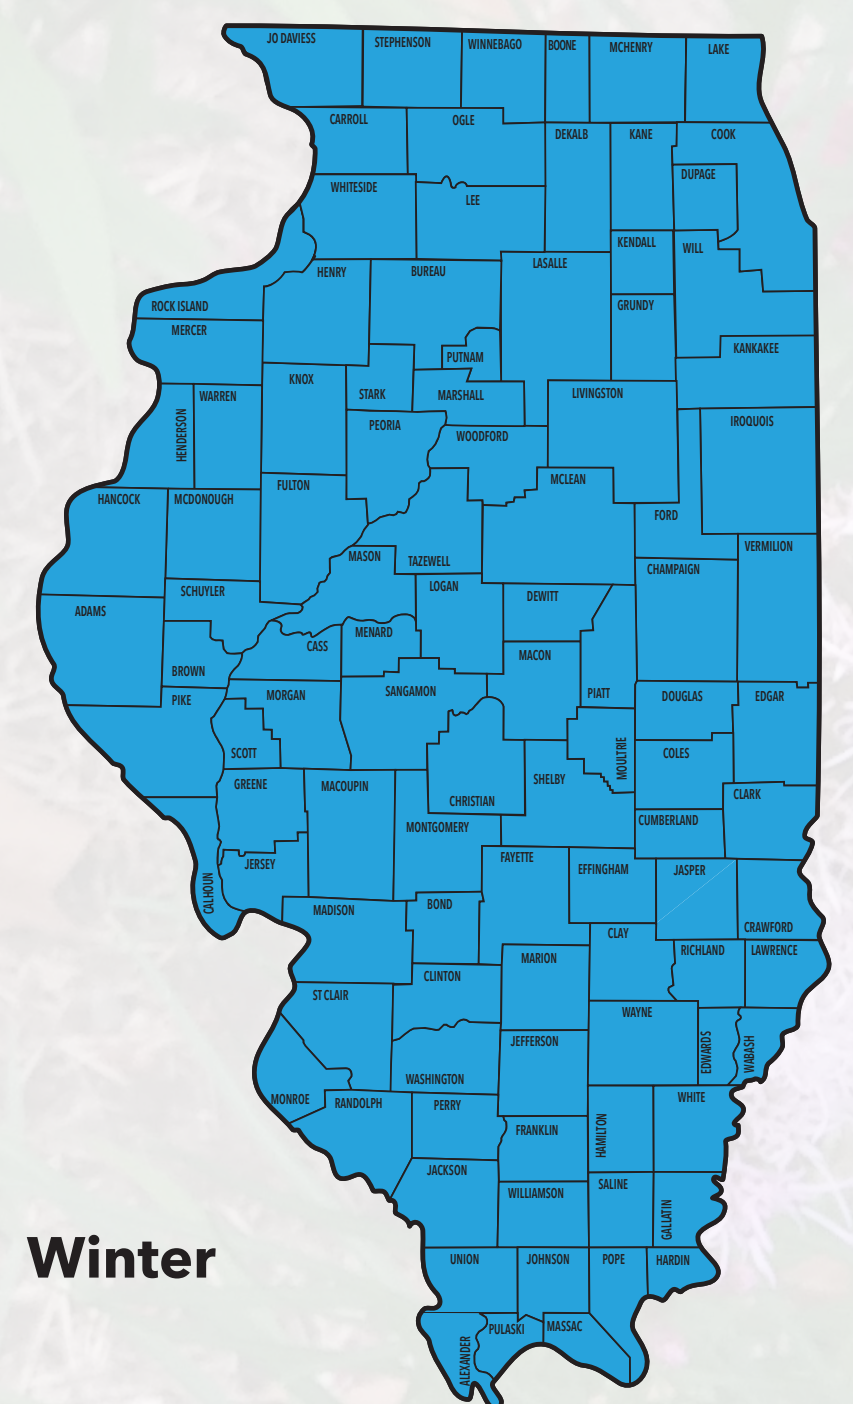 JO DAVIESS
STEPHENSON
WINNEBAGO
BOONE
MCHENRY
LAKE
CARROLL
OGLE
DEKALB
KANE
COOK
DUPAGE
WHITESIDE
LEE
KENDALL
WILL
LASALLE
HENRY
BUREAU
ROCK ISLAND
GRUNDY
MERCER
KANKAKEE
PUTNAM
KNOX
STARK
MARSHALL
LIVINGSTON
WARREN
HENDERSON
PEORIA
WOODFORD
IROQUOIS
MCLEAN
FULTON
HANCOCK
MCDONOUGH
FORD
VERMILION
MASON
TAZEWELL
CHAMPAIGN
LOGAN
SCHUYLER
DEWITT
ADAMS
MENARD
CASS
MACON
BROWN
SANGAMON
PIATT
PIKE
MORGAN
DOUGLAS
EDGAR
SCOTT
MOULTRIE
COLES
SHELBY
GREENE
MACOUPIN
CHRISTIAN
CLARK
CUMBERLAND
MONTGOMERY
FAYETTE
JERSEY
EFFINGHAM
JASPER
CALHOUN
MADISON
BOND
CRAWFORD
CLAY
RICHLAND
LAWRENCE
MARION
CLINTON
ST CLAIR
WAYNE
EDWARDS
WABASH
JEFFERSON
WASHINGTON
MONROE
RANDOLPH
PERRY
WHITE
HAMILTON
FRANKLIN
JACKSON
WILLIAMSON
SALINE
GALLATIN
Winter
UNION
JOHNSON
POPE
HARDIN
PULASKI
MASSAC
ALEXANDER